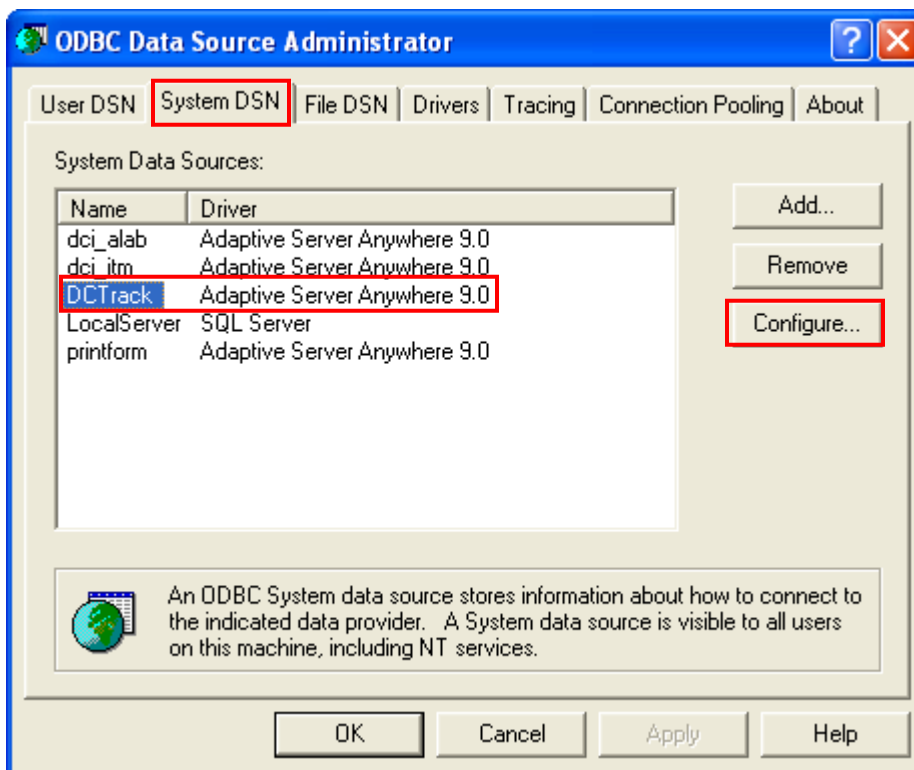 ODBC Data Source Administrator
User DSN System DSN File DSN Drivers Tracing Connection Pooling About
System Data Sources:
Name Driver
dci_alab Adaptive Server Anywhere 9.0
dci_itm Adaptive Server Anywhere 9.0
DCTrack Adaptive Server Anywhere 9.0
LocalServer SQL Server
printform Adaptive Server Anywhere 9.0
Add...
Remove
Configure...
An ODBC System data source stores information about how to connect to
the indicated data provider. A System data source is visible to all users
on this machine, including NT services.
OK Cancel Apply Help